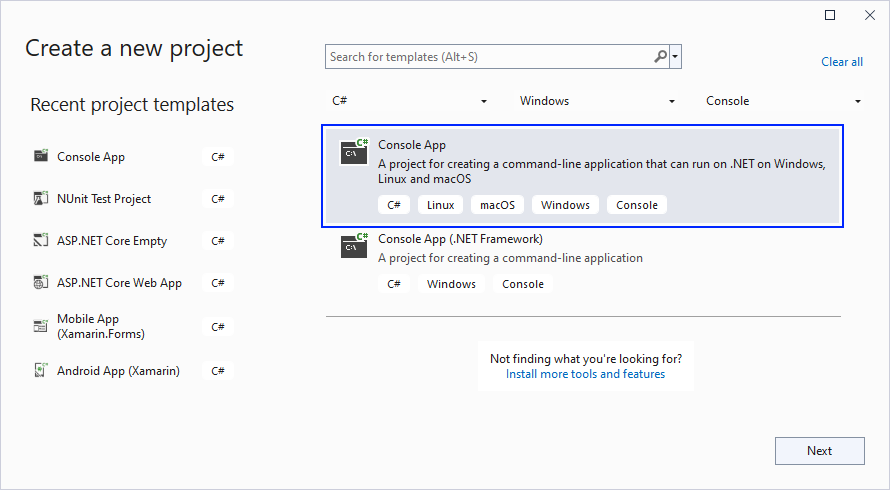 Create a new project
Search for templates (Alt+S)
Clear all
Recent project templates
C#
Windows
Console
Console App
C#
NUnit Test Project
C#
ASP.NET Core Empty
C#
ASP.NET Core Web App
C#
Mobile App
(Xamarin.Forms)
C#
Android App (Xamarin)
C#
C#
C:\
Console App
A project for creating a command-line application that can run on .NET on Windows,
Linux and macOS
C#
Linux
macOS
Windows
Console
C#
C:\
Console App (.NET Framework)
A project for creating a command-line application
C#
Windows
Console
Not finding what you're looking for?
Install more tools and features
Next